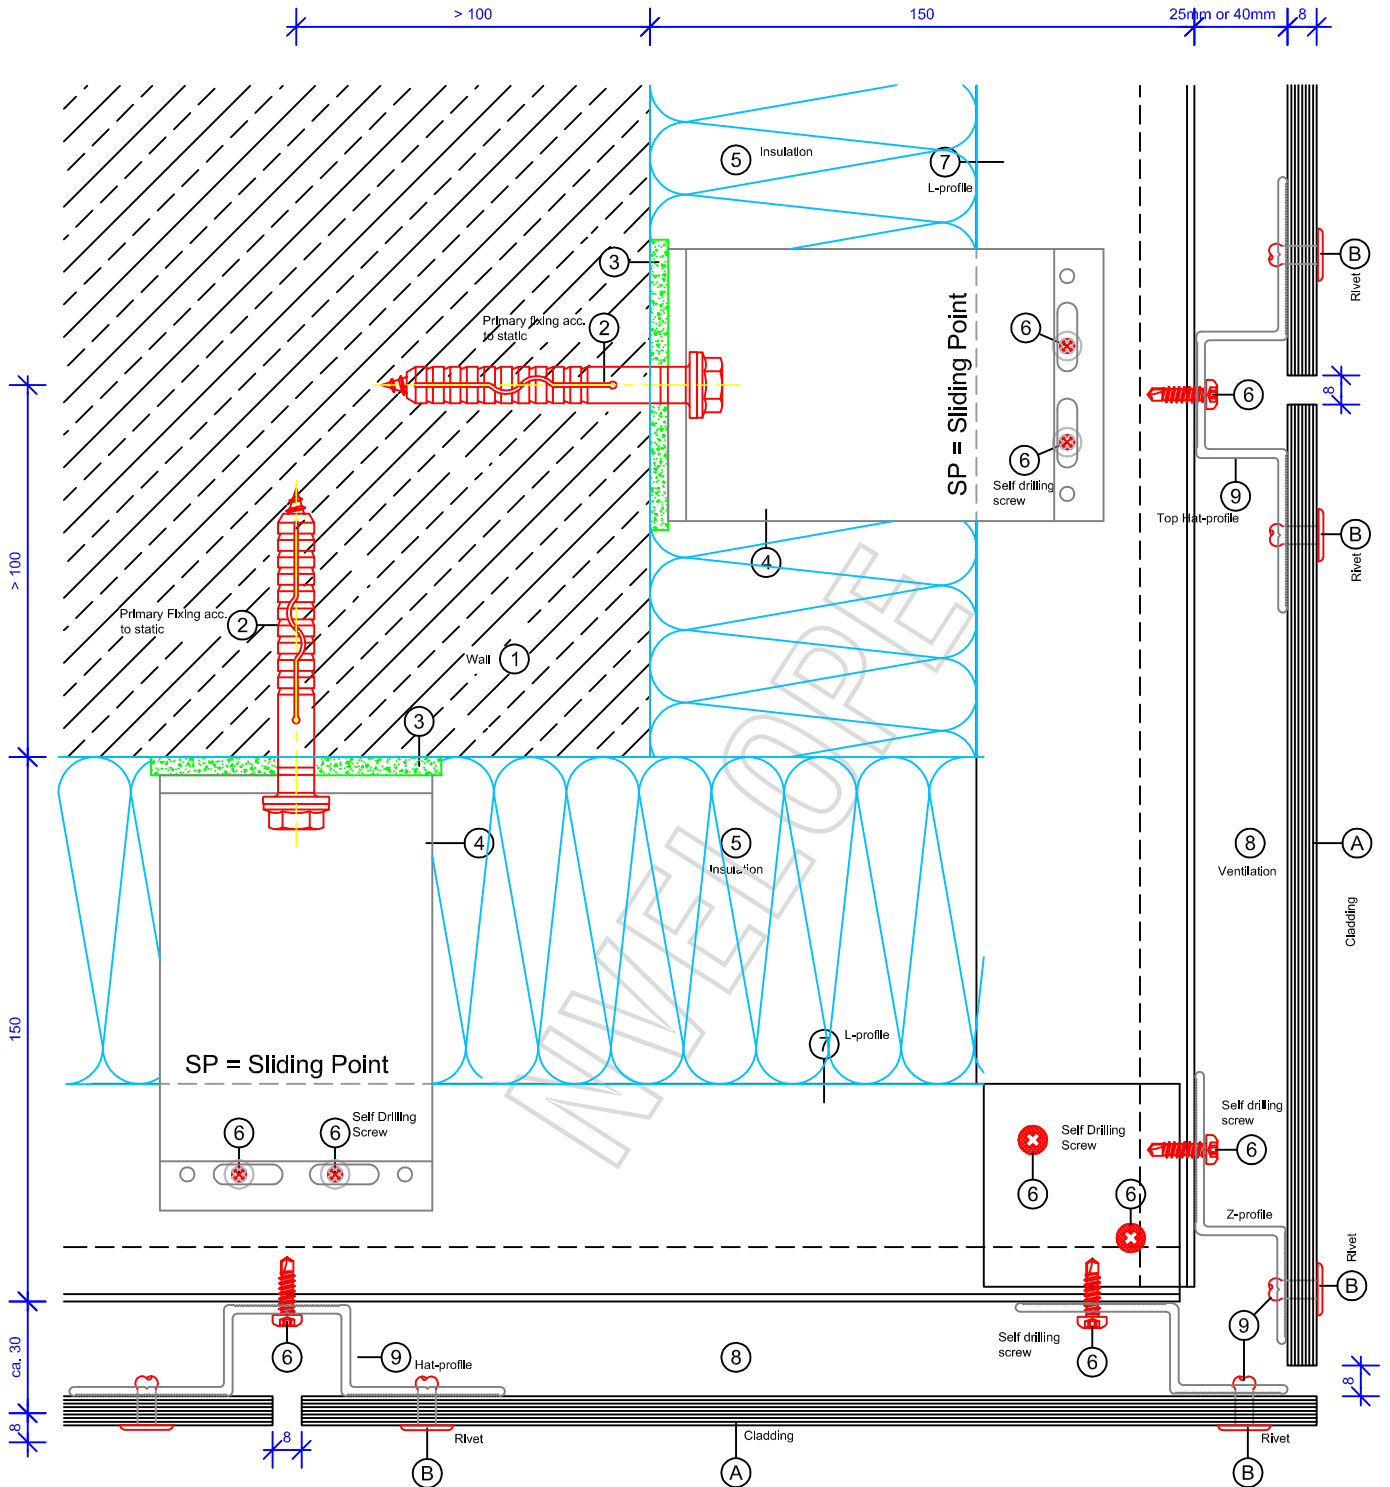 > 100
150
25mm or 40mm
8
5
Insulation
7
L-profile
3
B
Rivet
Primary fixing acc.
to static
2
6
SP = Sliding Point
6
8
6
Self drilling
screw
9
Top Hat-profile
B
Rivet
4
> 100
Primary Fixing acc.
to static
2
Wall
1
3
NVELOPE
4
5
Insulation
8
Ventilation
A
Cladding
150
7
L-profile
SP = Sliding Point
6
6
Self Drilling
Screw
Self Drilling
Screw
6
6
Self drilling
screw
6
Z-profile
Rivet
B
9
ca. 30
6
9
Hat-profile
8
Self drilling
screw
6
8
8
8
B
Rivet
A
Cladding
B
Rivet